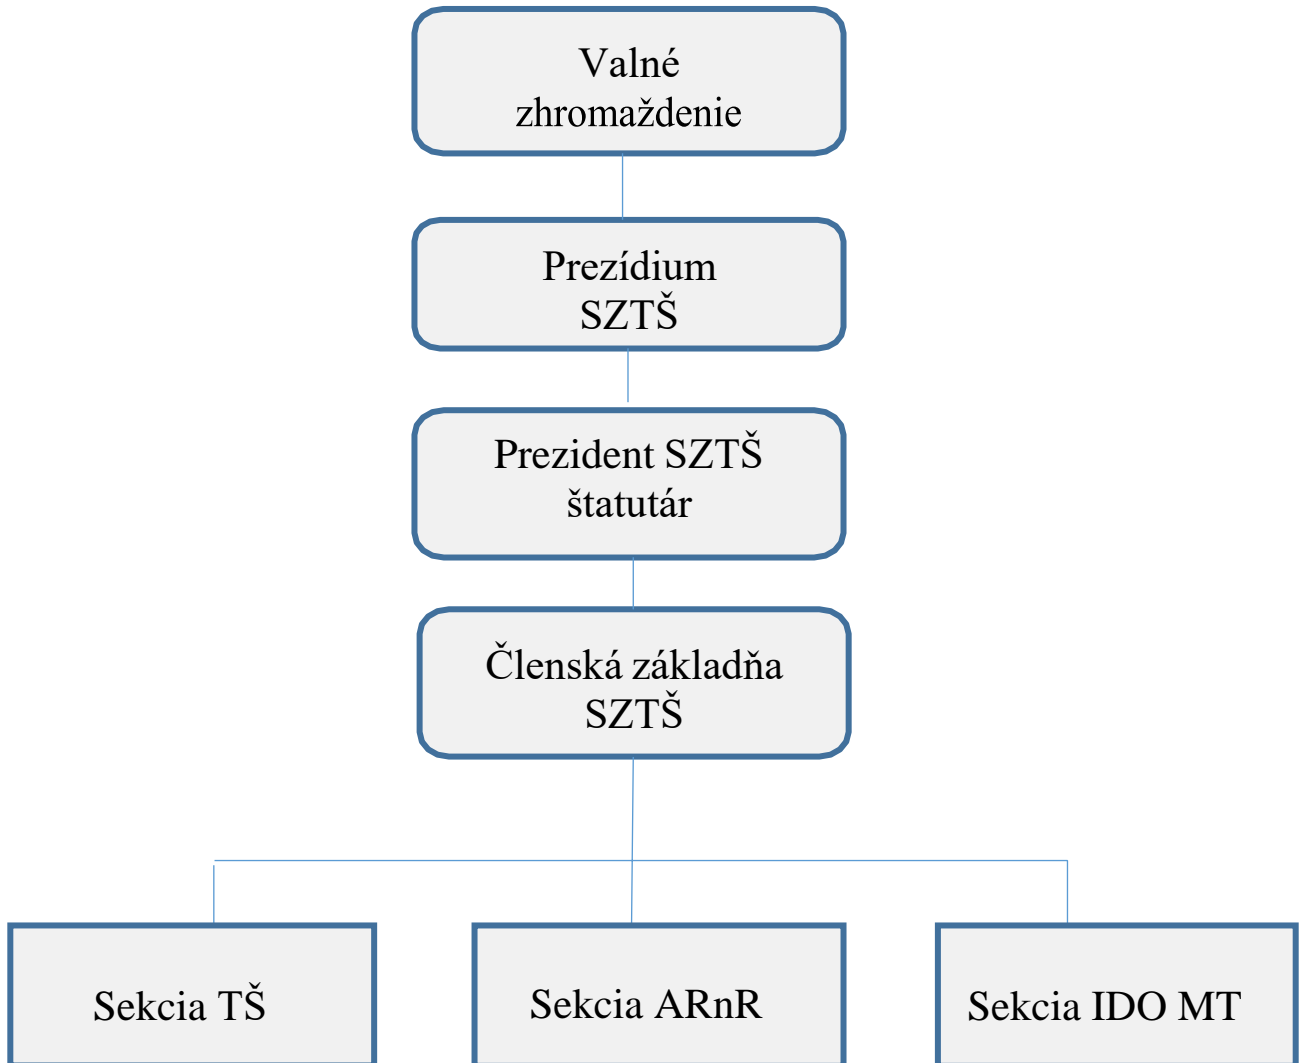 Valné
zhromaždenie
Prezídium
SZTŠ
Prezident SZTŠ
štatutár
Členská základňa
SZTŠ
Sekcia TŠ
Sekcia ARnR
Sekcia IDO MT